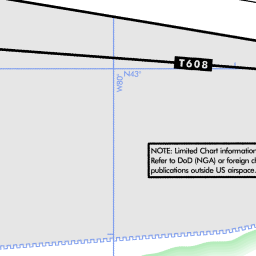 T608
N43°
W80°
NOTE: Limited Chart information
Refer to DoD (NGA) or foreign
publications outside US airspace.